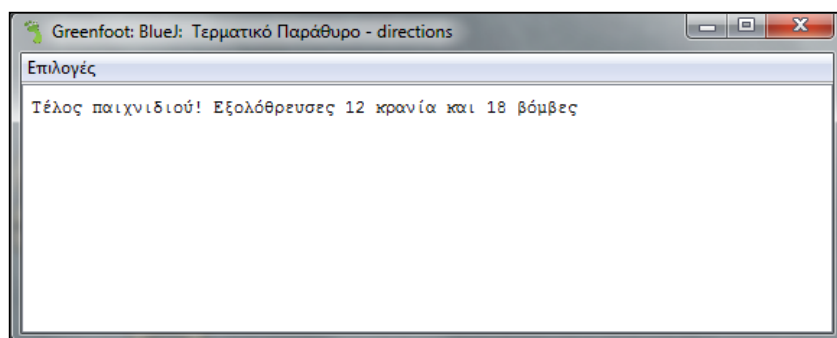 Greenfoot: BlueJ: Τερματικό Παράθυρο - directions
Επιλογές
Τέλος παιχνιδιού! Εξολόθρευσες 12 κρανία και 18 βόμβες